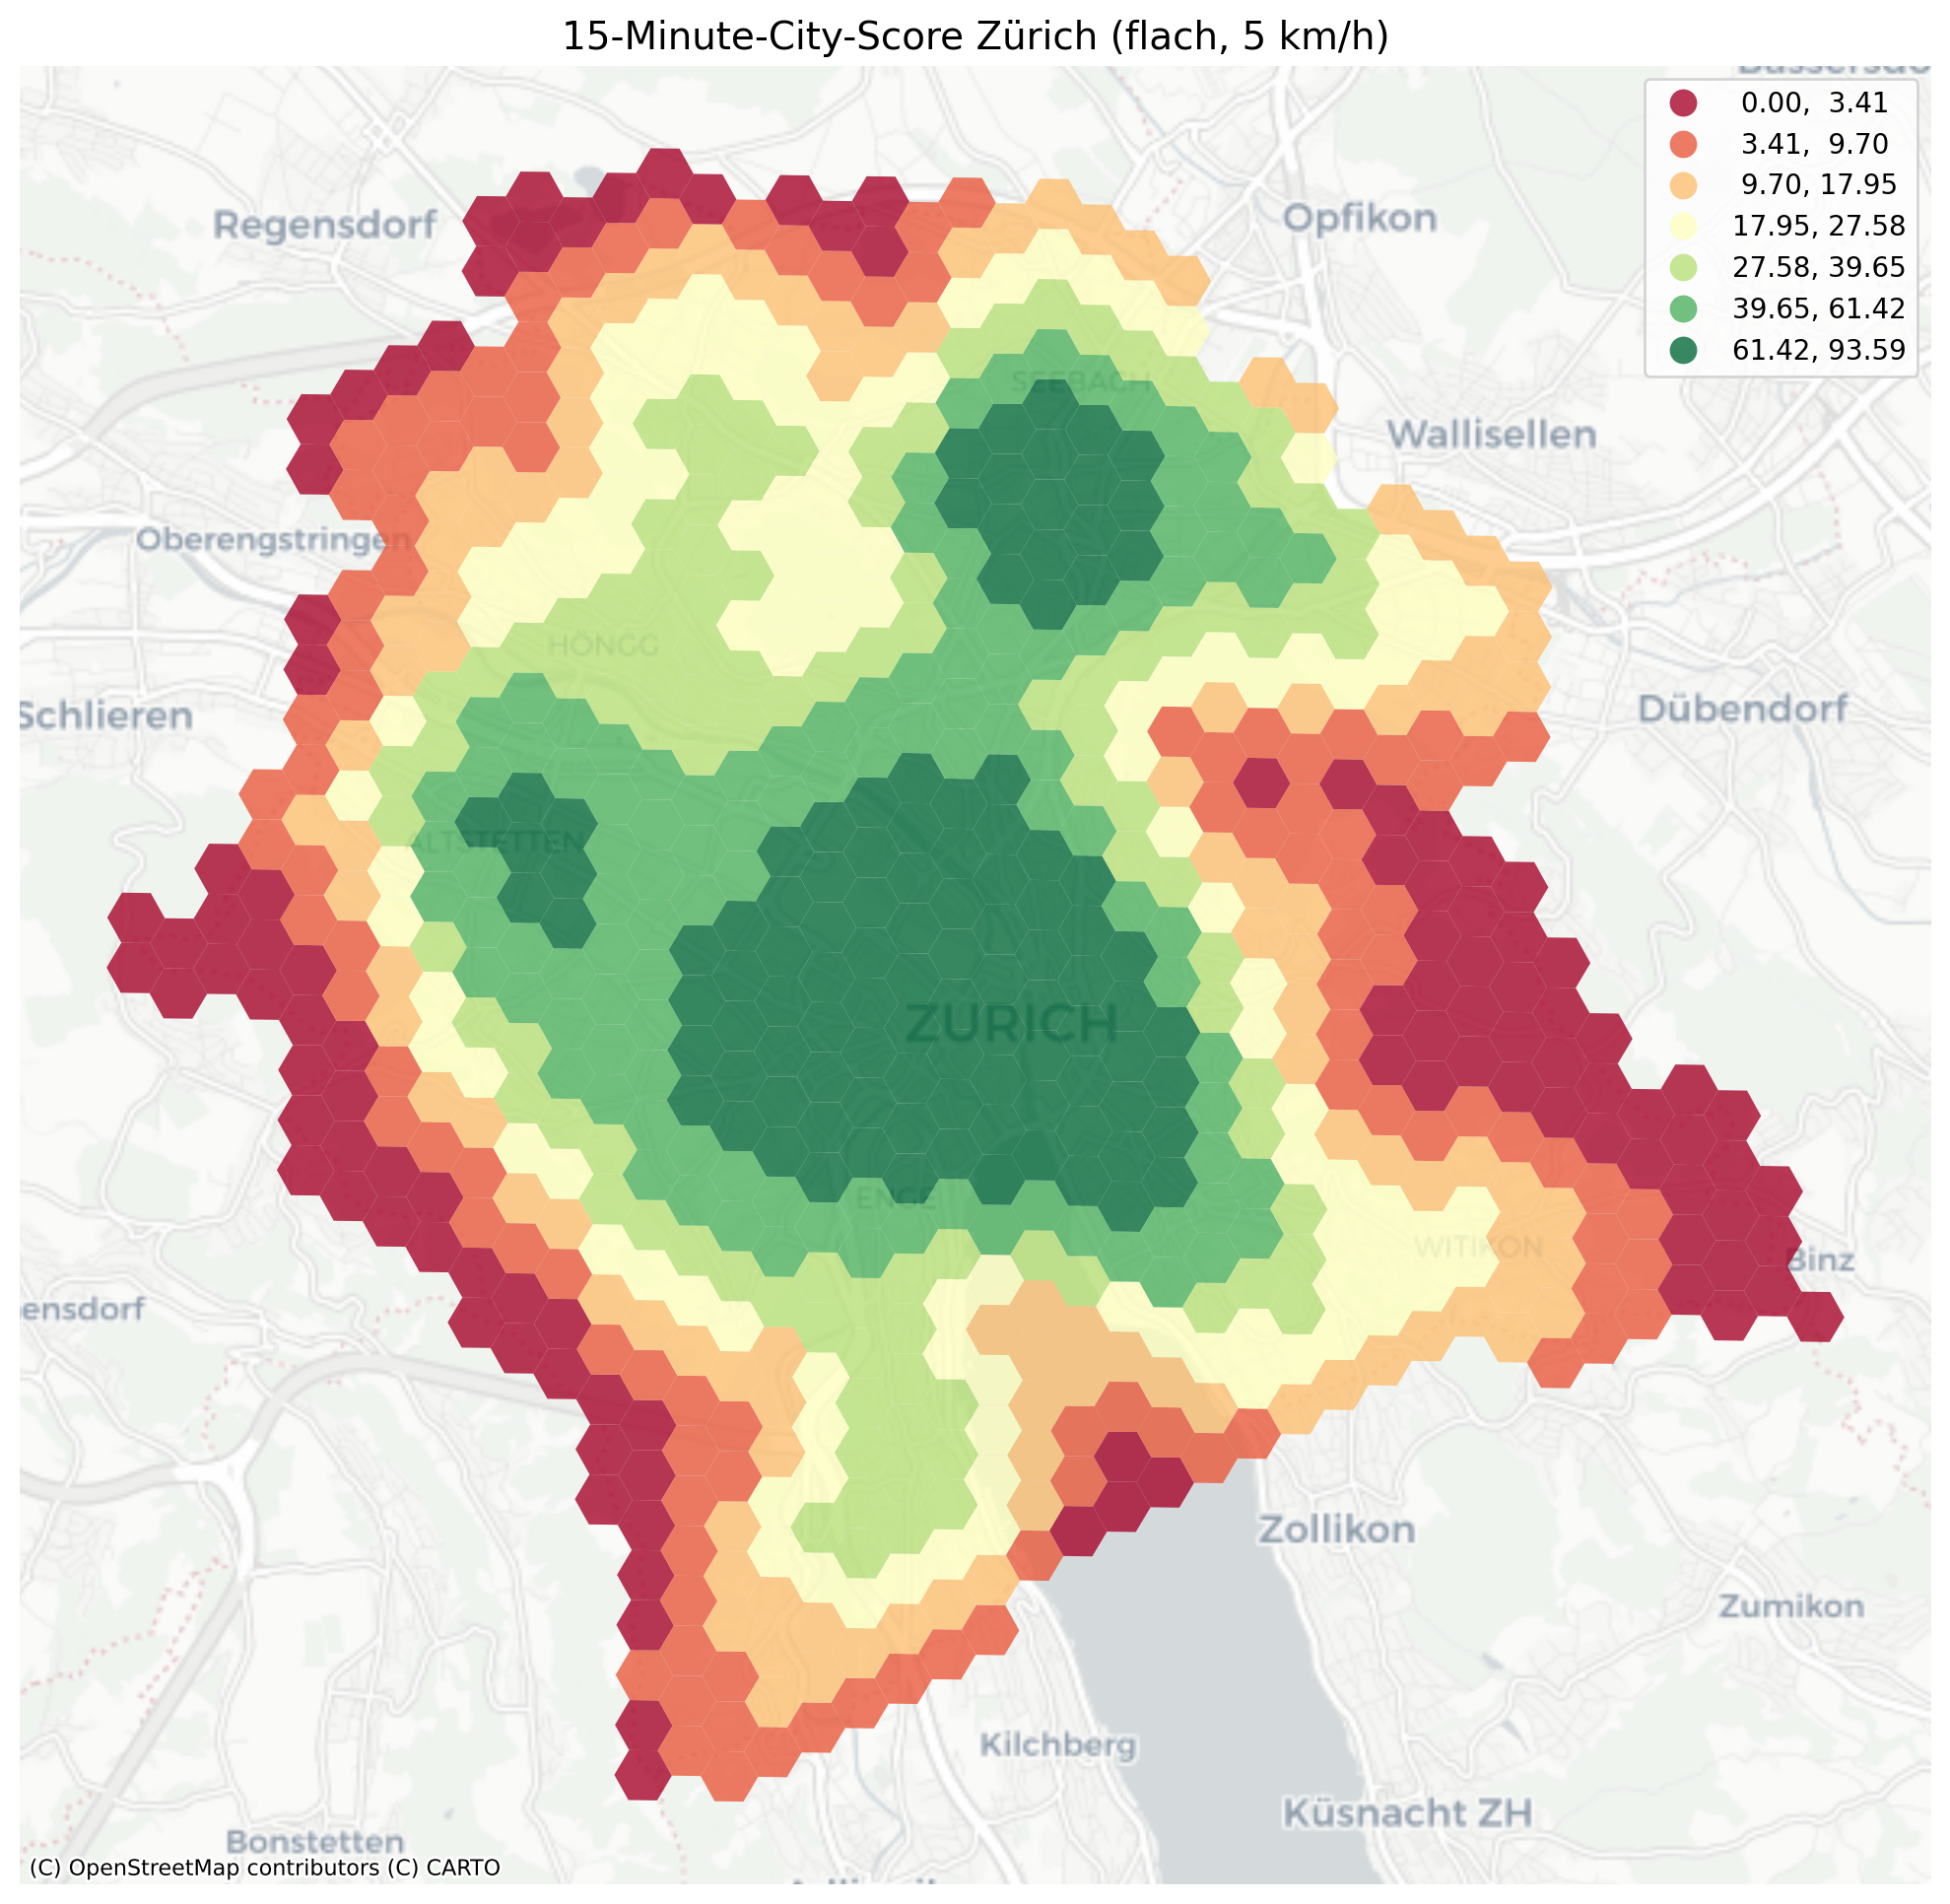 15-Minute-City-Score Zürich (flach, 5 km/h)
0.00, 3.41
3.41, 9.70
9.70, 17.95
17.95, 27.58
27.58, 39.65
39.65, 61.42
61.42, 93.59
Regensdorf
Opfikon
SEEBACH
Wallisellen
Oberengstringen
HÖNGG
Schlieren
Dübendorf
ALTSTETTEN
ZURICH
ENGE
WITIKON
Binz
ensdorf
Zollikon
Zumikon
Kilchberg
Küsnacht ZH
Bonstetten
(C) OpenStreetMap contributors (C) CARTO